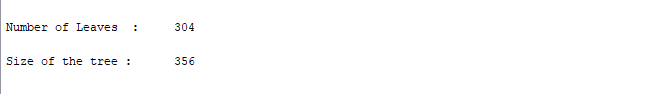 Number of Leaves  :     304
Size of the tree :      356